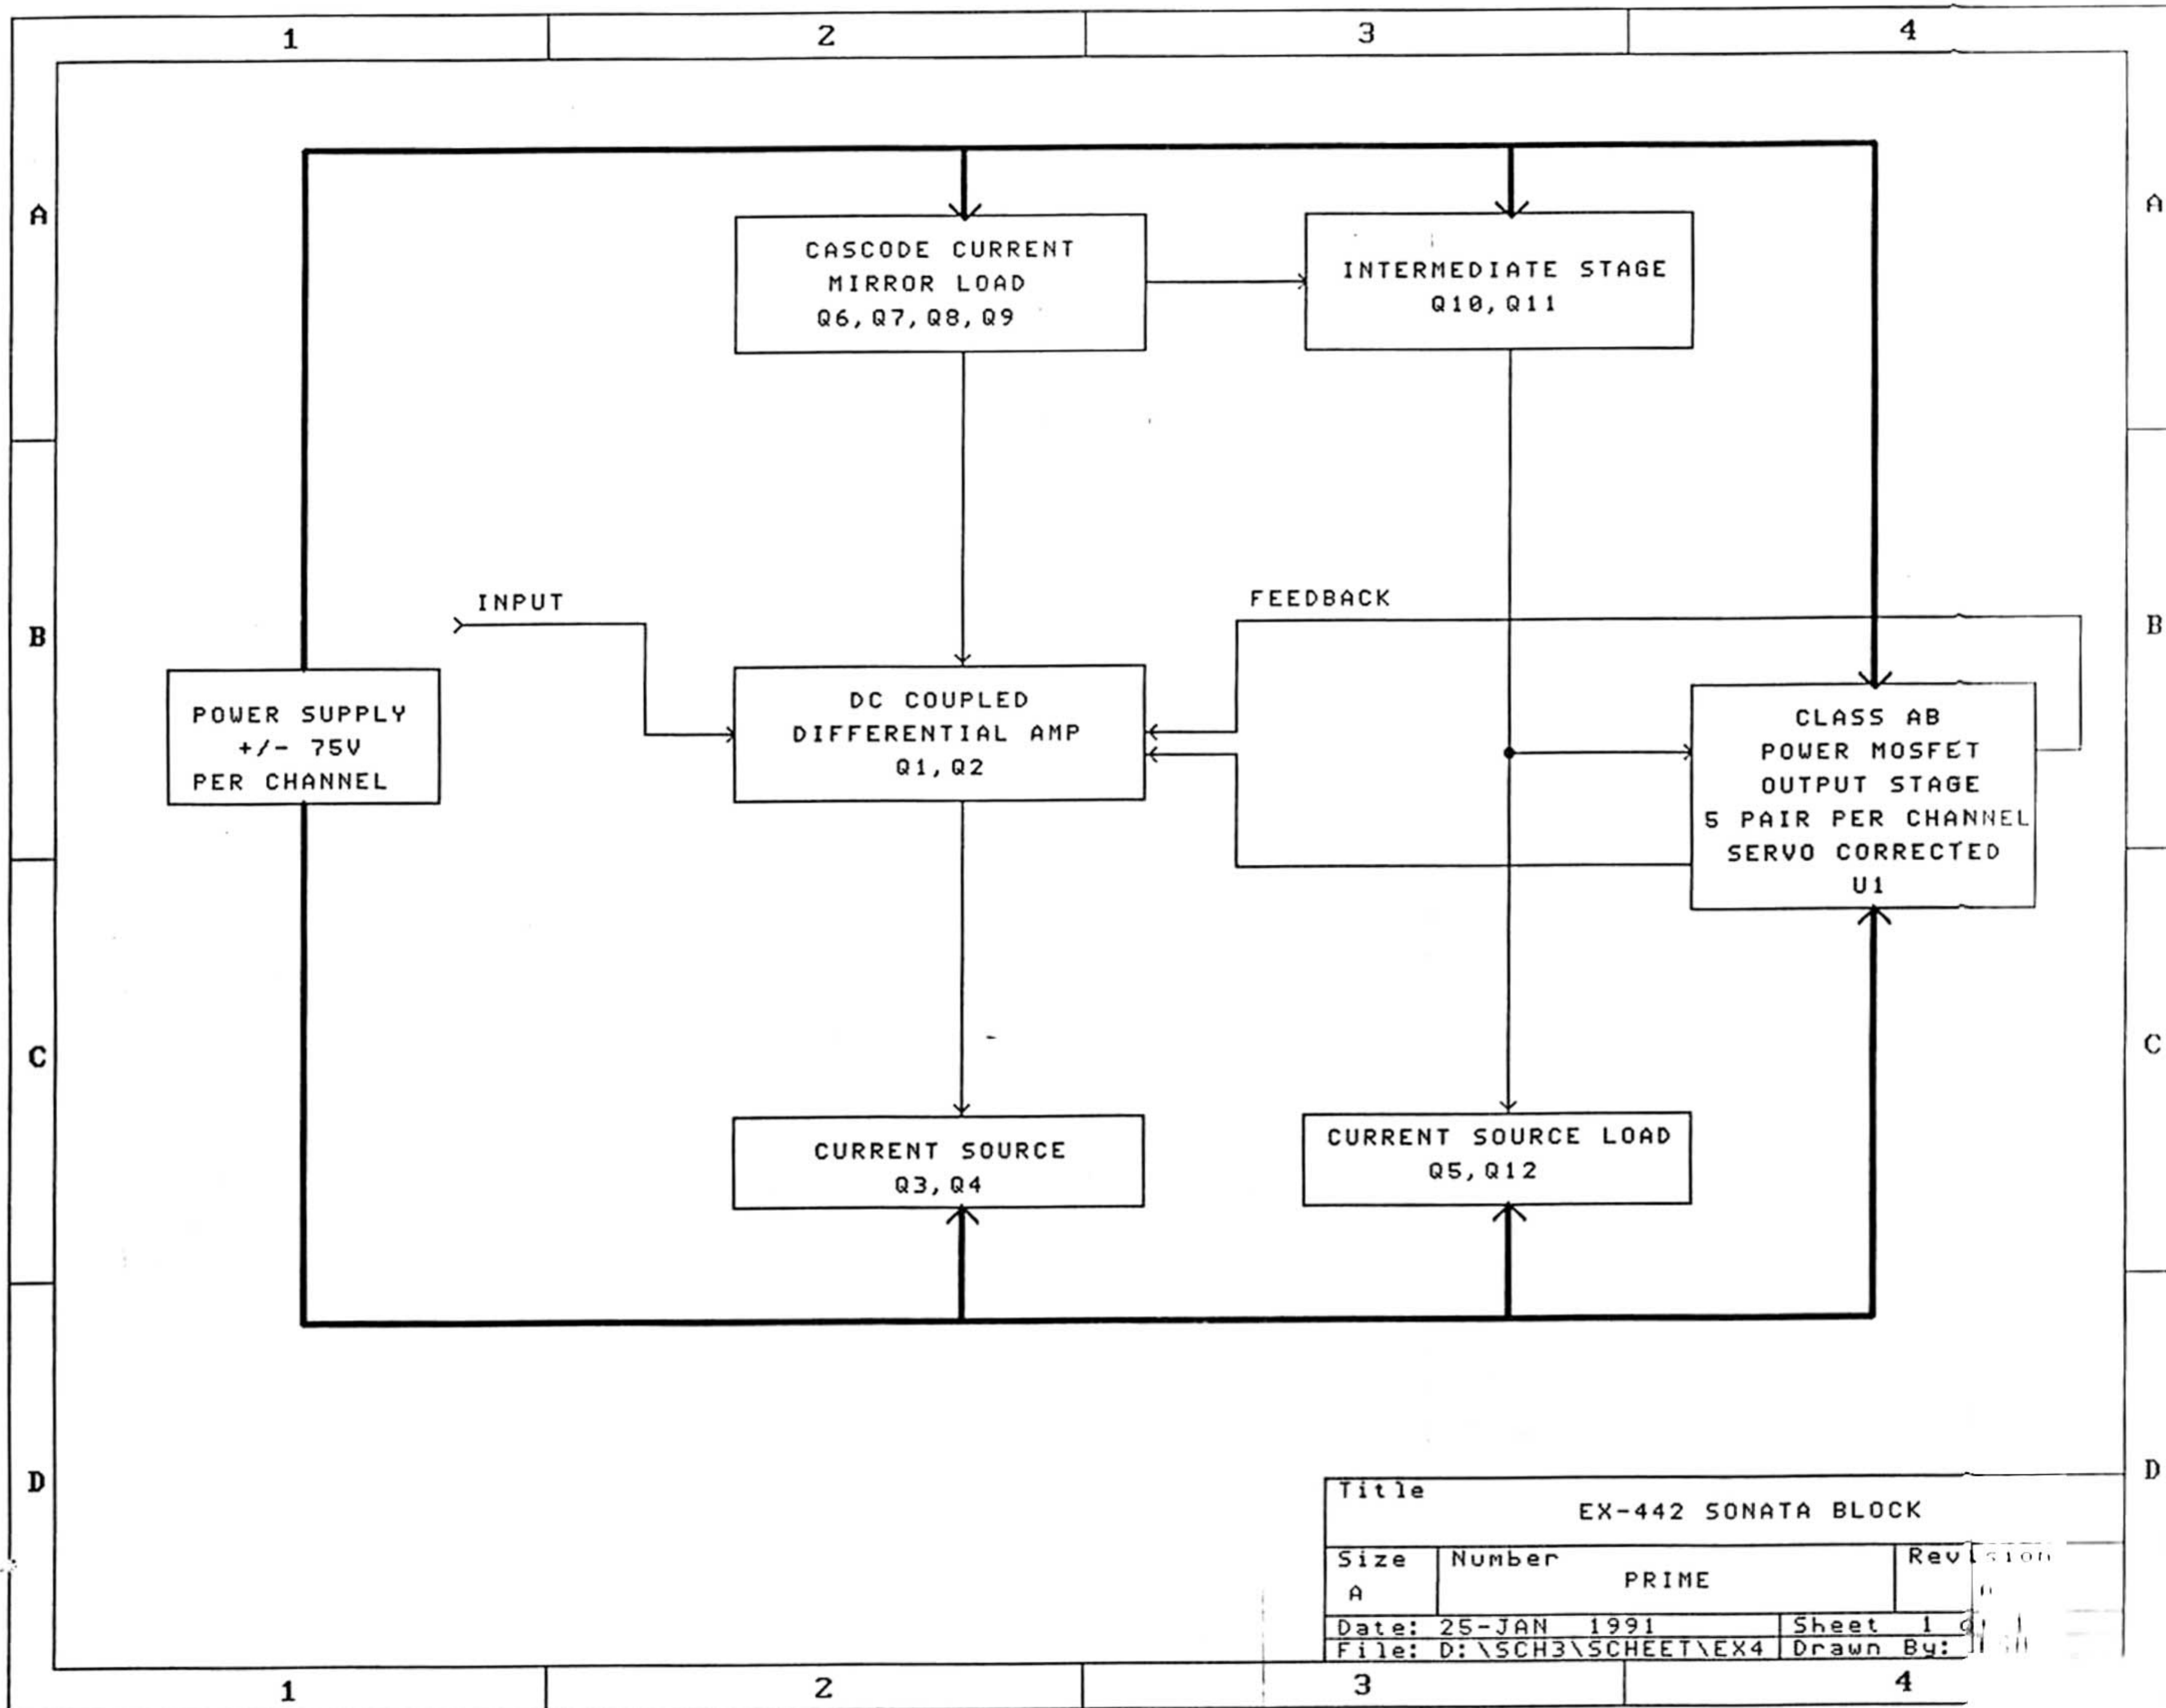 1 2 3 4
A A
CASCODE CURRENT
MIRROR LOAD
Q6,Q7,Q8,Q9
INTERMEDIATE STAGE
Q10,Q11
INPUT
FEEDBACK
B B
POWER SUPPLY
+/- 75V
PER CHANNEL
DC COUPLED
DIFFERENTIAL AMP
Q1,Q2
CLASS AB
POWER MOSFET
OUTPUT STAGE
5 PAIR PER CHANNEL
SERVO CORRECTED
U1
C C
CURRENT SOURCE
Q3,Q4
CURRENT SOURCE LOAD
Q5,Q12
D D
Title
EX-442 SONATA BLOCK
Size
A
Number
PRIME
Revision
Date: 25-JAN 1991
Sheet 1
File: D:\SCH3\SCHEET\EX4
Drawn By:
1 2 3 4